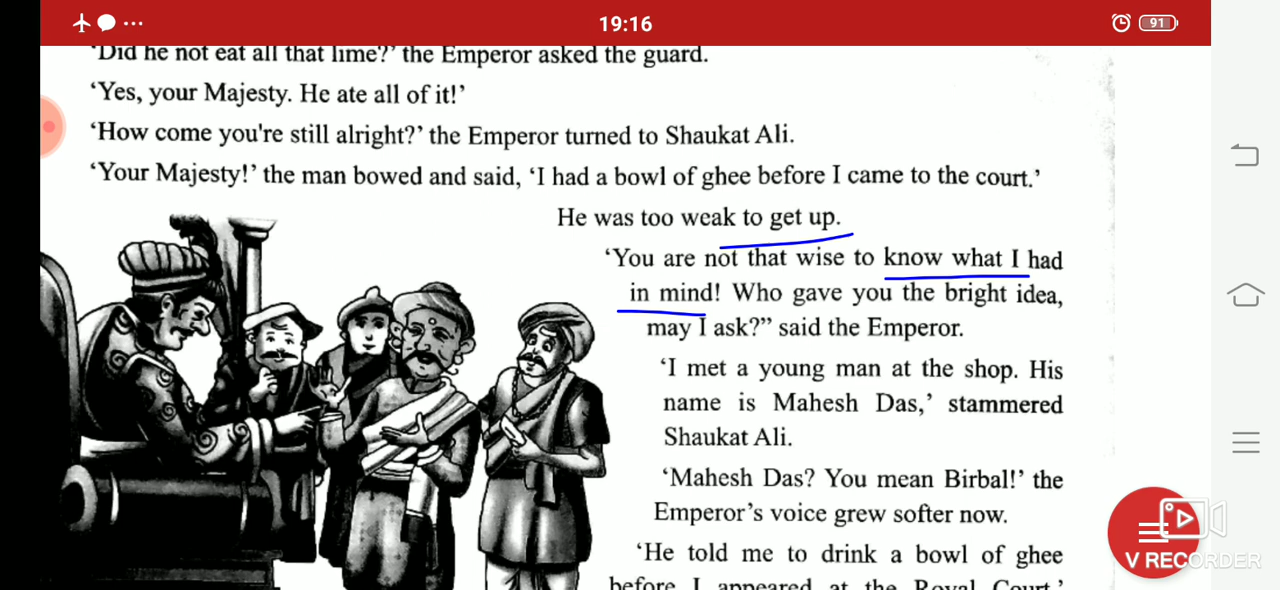 19:16
91
‘Did he not eat all that lime?’ the Emperor asked the guard.
‘Yes, your Majesty. He ate all of it!’
‘How come you're still alright?’ the Emperor turned to Shaukat Ali.
‘Your Majesty!’ the man bowed and said, ‘I had a bowl of ghee before I came to the court.’
He was too weak to get up.
‘You are not that wise to know what I had
in mind! Who gave you the bright idea,
may I ask?” said the Emperor.
‘I met a young man at the shop. His
name is Mahesh Das,’ stammered
Shaukat Ali.
‘Mahesh Das? You mean Birbal!’ the
Emperor’s voice grew softer now.
‘He told me to drink a bowl of ghee
before I appeared at the Royal Court.’
V RECORDER